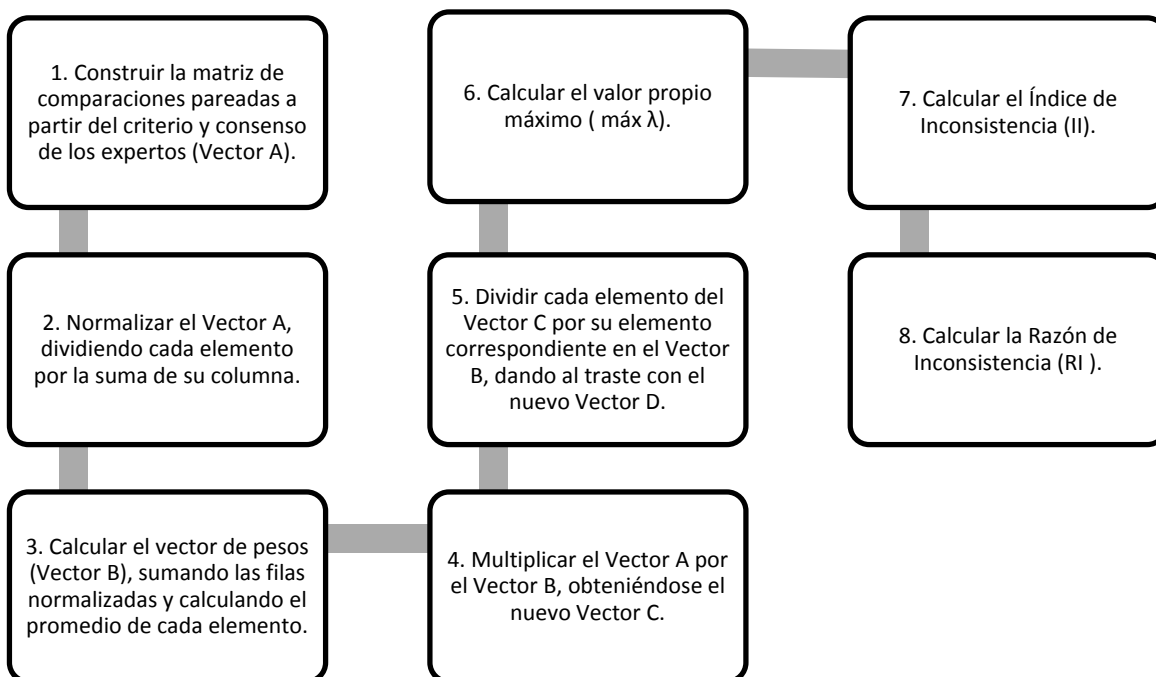 1. Construir la matriz de
comparaciones pareadas a
partir del criterio y consenso
de los expertos (Vector A).
2. Normalizar el Vector A,
dividiendo cada elemento
por la suma de su columna.
3. Calcular el vector de pesos
(Vector B), sumando las filas
normalizadas y calculando el
promedio de cada elemento.
4. Multiplicar el Vector A por
el Vector B, obteniéndose el
nuevo Vector C.
5. Dividir cada elemento del
Vector C por su elemento
correspondiente en el Vector
B, dando al traste con el
nuevo Vector D.
6. Calcular el valor propio
máximo ( máx λ).
7. Calcular el Índice de
Inconsistencia (II).
8. Calcular la Razón de
Inconsistencia (RI ).